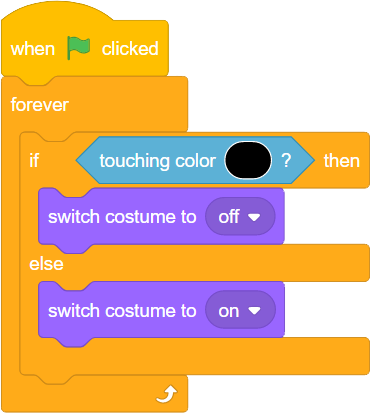 when clicked
forever
if touching color ? then
switch costume to off
else
switch costume to on